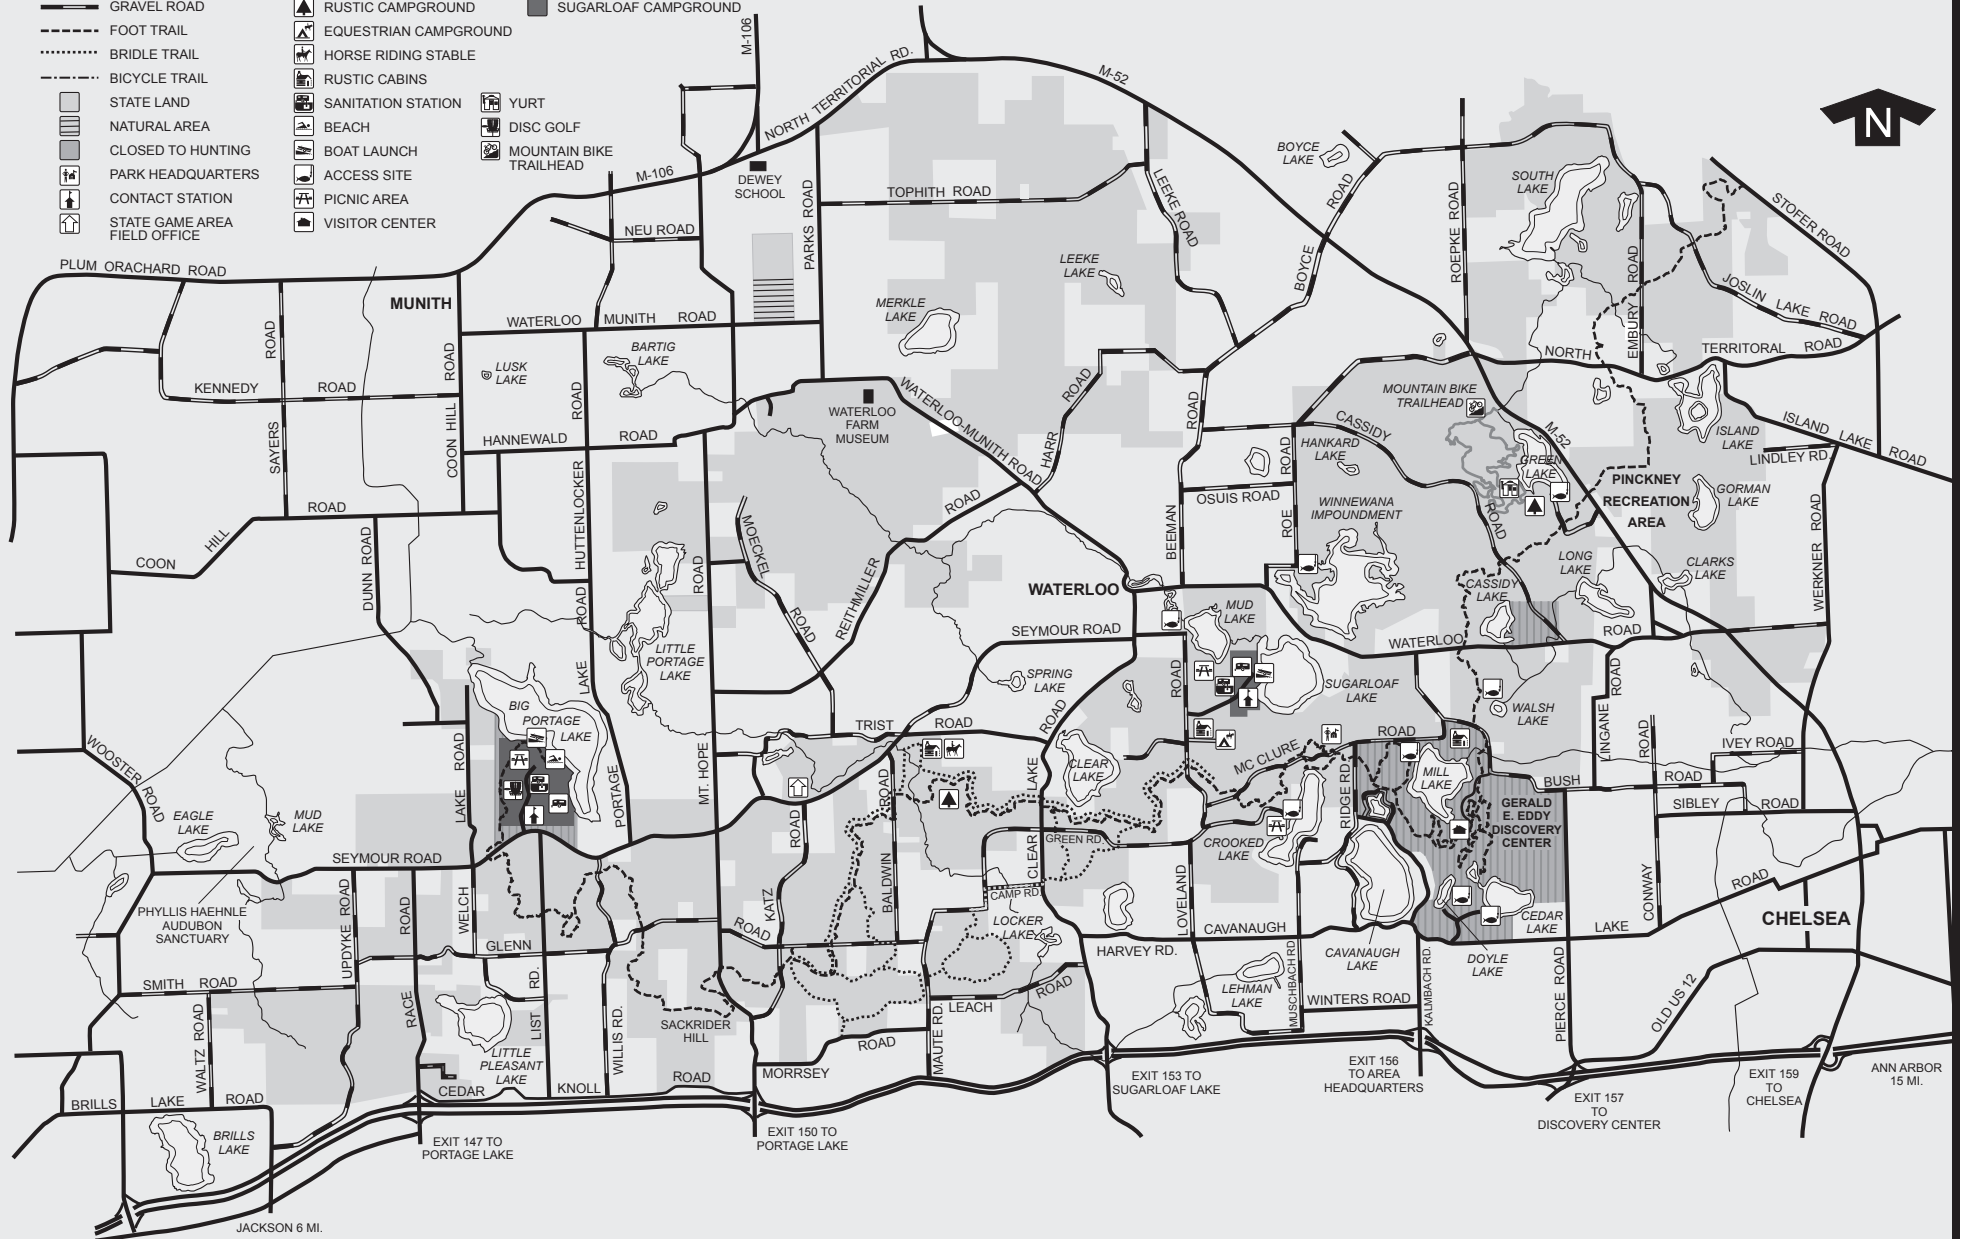 GRAVEL ROAD
FOOT TRAIL
BRIDLE TRAIL
BICYCLE TRAIL
STATE LAND
NATURAL AREA
CLOSED TO HUNTING
PARK HEADQUARTERS
CONTACT STATION
STATE GAME AREA
FIELD OFFICE
RUSTIC CAMPGROUND
EQUESTRIAN CAMPGROUND
HORSE RIDING STABLE
RUSTIC CABINS
SANITATION STATION
BEACH
BOAT LAUNCH
ACCESS SITE
PICNIC AREA
VISITOR CENTER
SUGARLOAF CAMPGROUND
YURT
DISC GOLF
MOUNTAIN BIKE
TRAILHEAD
N
M-106
NORTH TERRITORIAL RD.
M-52
M-106
DEWEY
SCHOOL
PARKS ROAD
TOPHITH ROAD
LEEKE ROAD
BOYCE
LAKE
BOYCE ROAD
ROEPKE ROAD
SOUTH
LAKE
STOFER ROAD
EMBURY ROAD
JOSLIN LAKE ROAD
NEU ROAD
PLUM ORACHARD ROAD
MUNITH
LEEKE
LAKE
MERKLE
LAKE
WATERLOO MUNITH ROAD
NORTH TERRITORAL ROAD
SAYERS ROAD
KENNEDY ROAD
COON HILL ROAD
LUSK
LAKE
BARTIG
LAKE
HUTTENLOCKER ROAD
HANNEWALD ROAD
WATERLOO
FARM
MUSEUM
WATERLOO-MUNITH ROAD
HARR ROAD
BEEMAN ROAD
CASSIDY ROAD
MOUNTAIN BIKE
TRAILHEAD
HANKARD
LAKE
GREEN
LAKE
M-52
ISLAND
LAKE
ISLAND LAKE ROAD
LINDLEY RD.
PINCKNEY
RECREATION
AREA
GORMAN
LAKE
OSUIS ROAD
ROE ROAD
WINNEWANA
IMPOUNDMENT
COON HILL ROAD
DUNN ROAD
MOECKEL ROAD
REITHMILLER ROAD
WATERLOO
LONG
LAKE
CLARKS
LAKE
CASSIDY
LAKE
WERKNER ROAD
MUD
LAKE
SEYMOUR ROAD
WATERLOO ROAD
LITTLE
PORTAGE
LAKE
SPRING
LAKE
SUGARLOAF
LAKE
WALSH
LAKE
BIG
PORTAGE
LAKE
PORTAGE LAKE ROAD
MT. HOPE ROAD
TRIST ROAD
CLEAR LAKE ROAD
CLEAR
LAKE
ROAD
MC CLURE ROAD
LINGANE ROAD
IVEY ROAD
WOOSTER ROAD
LAKE ROAD
MILL
LAKE
BUSH ROAD
SIBLEY ROAD
GERALD
E. EDDY
DISCOVERY
CENTER
RIDGE RD.
EAGLE
LAKE
MUD
LAKE
SEYMOUR ROAD
KATZ ROAD
BALDWIN ROAD
GREEN RD.
CAMP RD.
CROOKED
LAKE
PHYLLIS HAEHNLE
AUDUBON
SANCTUARY
UPDYKE ROAD
RACE ROAD
WELCH
GLENN ROAD
LOCKER
LAKE
HARVEY RD.
LOVELAND
CAVANAUGH LAKE ROAD
CAVANAUGH
LAKE
CEDAR
LAKE
DOYLE
LAKE
CONWAY ROAD
CHELSEA
SMITH ROAD
WALTZ ROAD
LIST RD.
WILLIS RD.
SACKRIDER
HILL
LEACH ROAD
MAUTE RD.
LEHMAN
LAKE
MUSCHBACH RD.
WINTERS ROAD
KALMBACH RD.
PIERCE ROAD
OLD US 12
LITTLE
PLEASANT
LAKE
CEDAR KNOLL ROAD
MORRSEY ROAD
BRILLS LAKE ROAD
BRILLS
LAKE
EXIT 147 TO
PORTAGE LAKE
EXIT 150 TO
PORTAGE LAKE
EXIT 153 TO
SUGARLOAF LAKE
EXIT 156
TO AREA
HEADQUARTERS
EXIT 157
TO
DISCOVERY CENTER
EXIT 159
TO
CHELSEA
ANN ARBOR
15 MI.
JACKSON 6 MI.